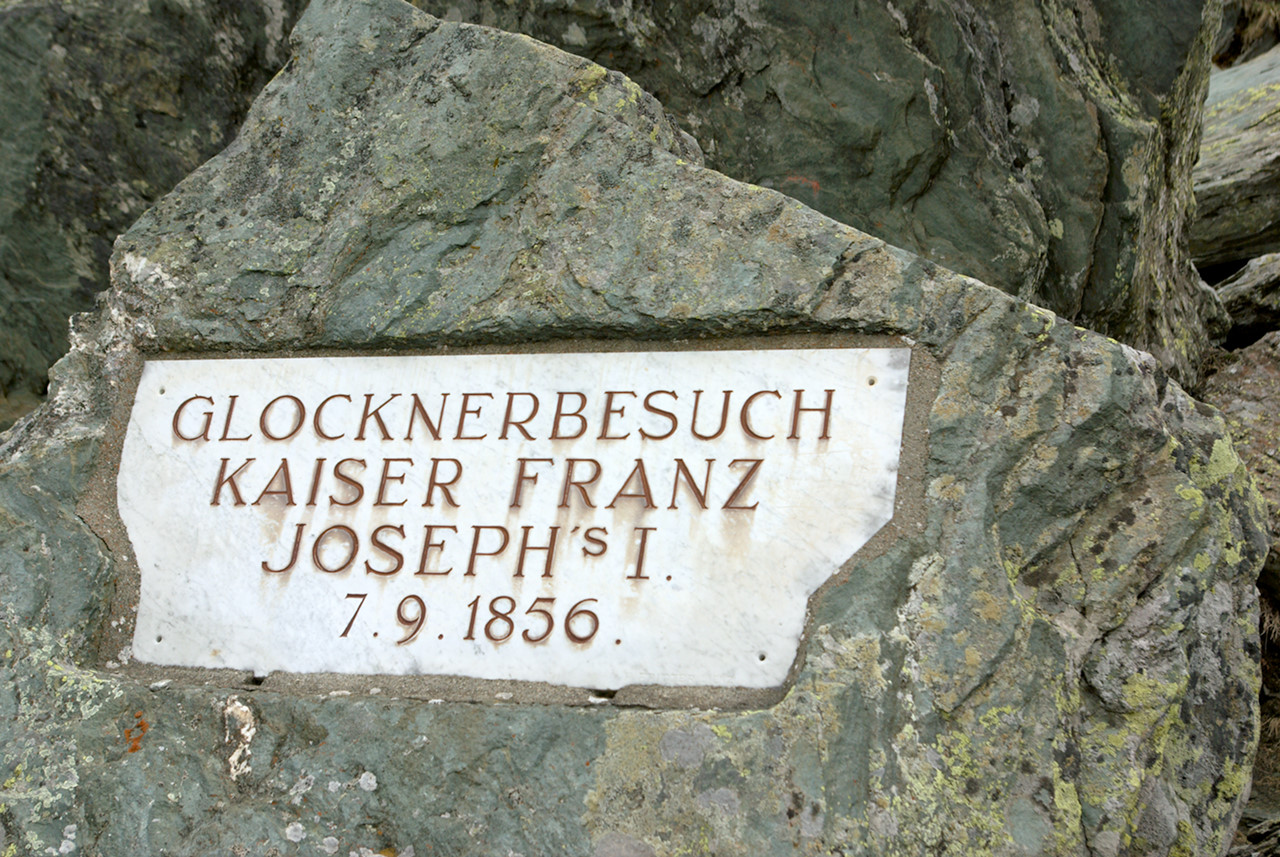 GLOCKNERBESUCH
KAISER FRANZ
JOSEPH's I.
7.9.1856.